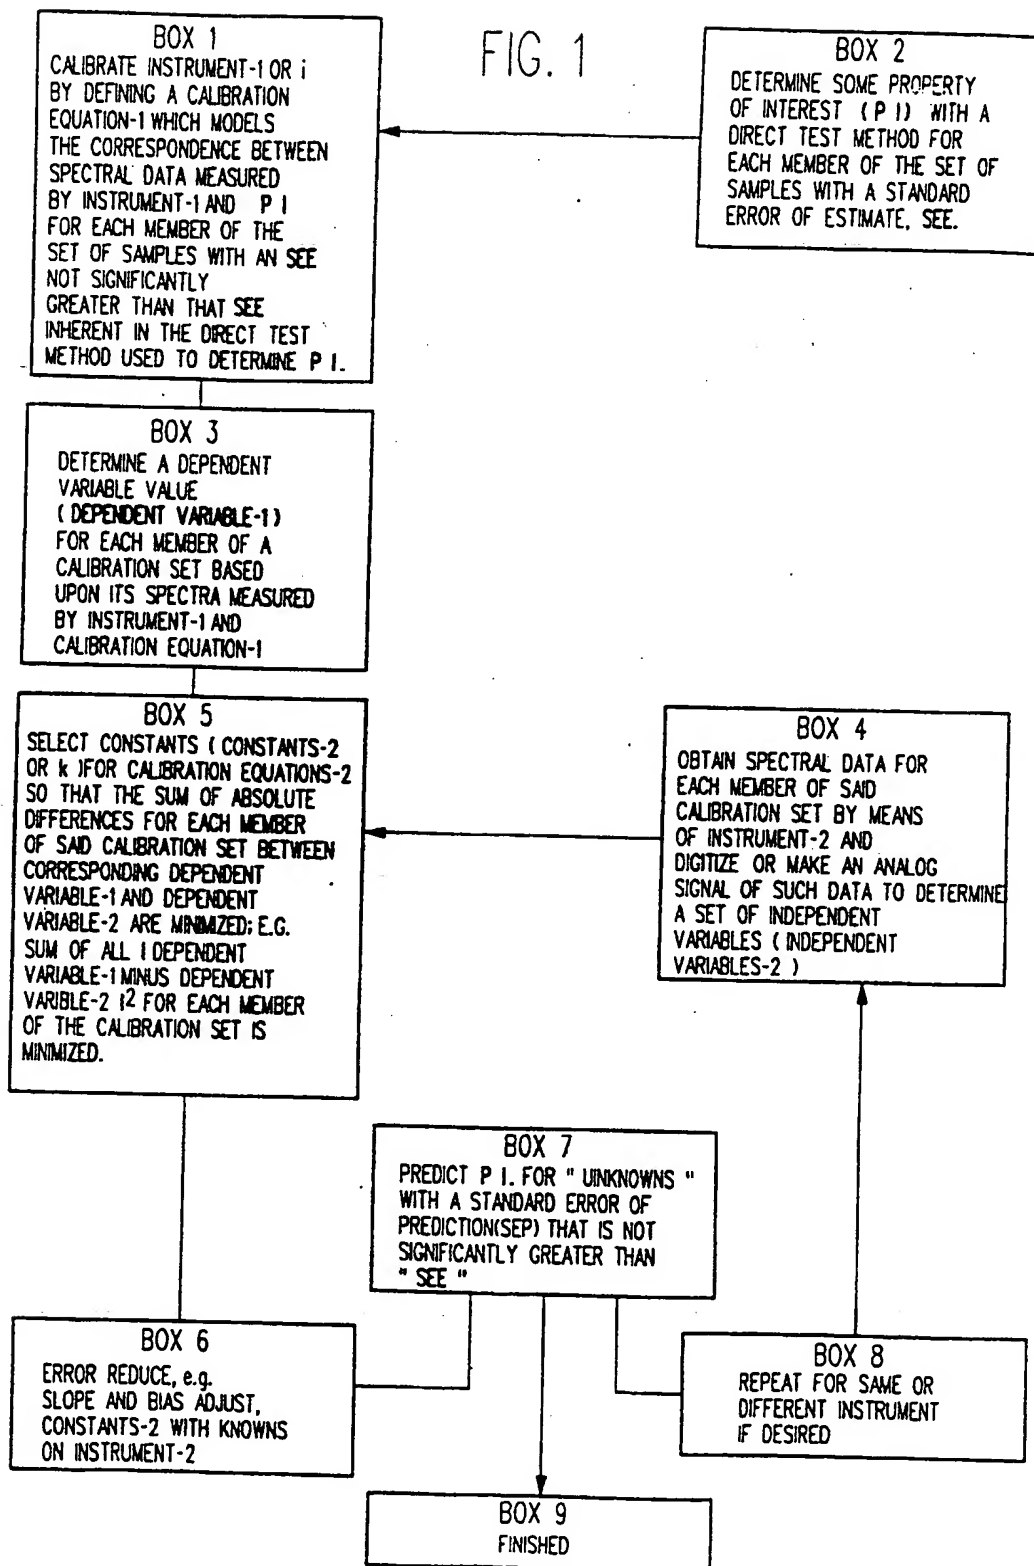 FIG. 1
BOX 1
CALIBRATE INSTRUMENT-1 OR i
BY DEFINING A CALIBRATION
EQUATION-1 WHICH MODELS
THE CORRESPONDENCE BETWEEN
SPECTRAL DATA MEASURED
BY INSTRUMENT-1 AND P I
FOR EACH MEMBER OF THE
SET OF SAMPLES WITH AN SEE
NOT SIGNIFICANTLY
GREATER THAN THAT SEE
INHERENT IN THE DIRECT TEST
METHOD USED TO DETERMINE P I.
BOX 2
DETERMINE SOME PROPERTY
OF INTEREST (P I) WITH A
DIRECT TEST METHOD FOR
EACH MEMBER OF THE SET OF
SAMPLES WITH A STANDARD
ERROR OF ESTIMATE, SEE.
BOX 3
DETERMINE A DEPENDENT
VARIABLE VALUE
(DEPENDENT VARIABLE-1)
FOR EACH MEMBER OF A
CALIBRATION SET BASED
UPON ITS SPECTRA MEASURED
BY INSTRUMENT-1 AND
CALIBRATION EQUATION-1
BOX 5
SELECT CONSTANTS (CONSTANTS-2
OR k )FOR CALIBRATION EQUATIONS-2
SO THAT THE SUM OF ABSOLUTE
DIFFERENCES FOR EACH MEMBER
OF SAID CALIBRATION SET BETWEEN
CORRESPONDING DEPENDENT
VARIABLE-1 AND DEPENDENT
VARIABLE-2 ARE MINIMIZED; E.G.
SUM OF ALL | DEPENDENT
VARIABLE-1 MINUS DEPENDENT
VARIBLE-2 |² FOR EACH MEMBER
OF THE CALIBRATION SET IS
MINIMIZED.
BOX 4
OBTAIN SPECTRAL DATA FOR
EACH MEMBER OF SAID
CALIBRATION SET BY MEANS
OF INSTRUMENT-2 AND
DIGITIZE OR MAKE AN ANALOG
SIGNAL OF SUCH DATA TO DETERMINE
A SET OF INDEPENDENT
VARIABLES (INDEPENDENT
VARIABLES-2 )
BOX 7
PREDICT P I. FOR " UINKNOWNS "
WITH A STANDARD ERROR OF
PREDICTION(SEP) THAT IS NOT
SIGNIFICANTLY GREATER THAN
" SEE "
BOX 6
ERROR REDUCE, e.g.
SLOPE AND BIAS ADJUST,
CONSTANTS-2 WITH KNOWNS
ON INSTRUMENT-2
BOX 8
REPEAT FOR SAME OR
DIFFERENT INSTRUMENT
IF DESIRED
BOX 9
FINISHED